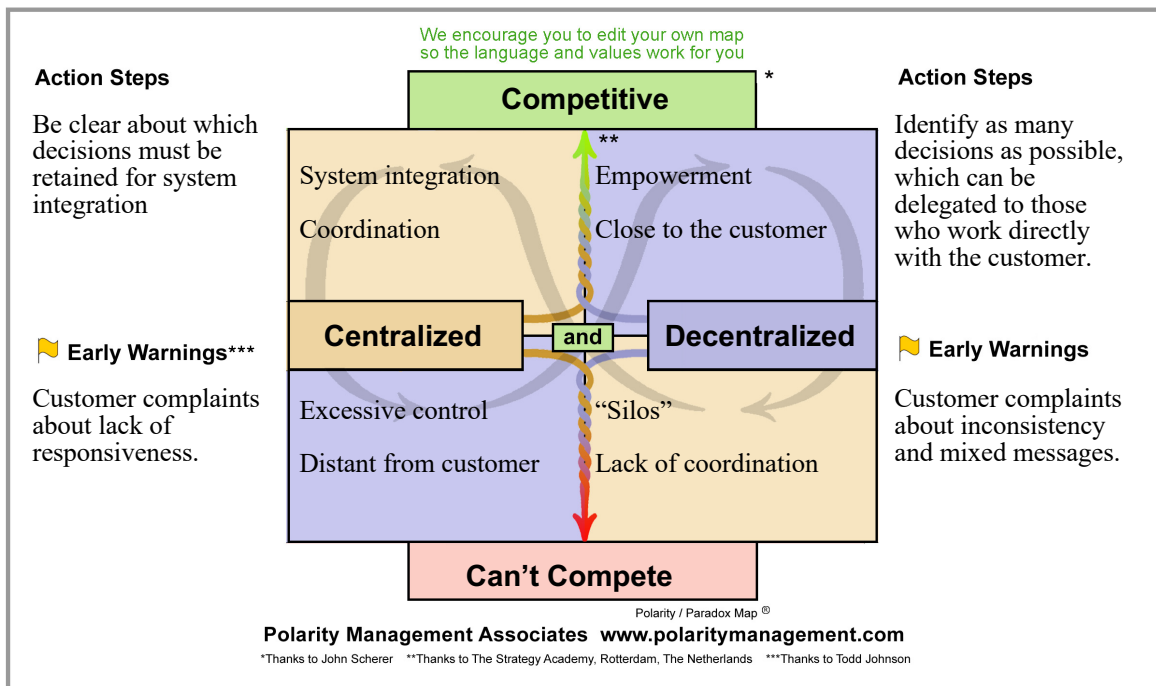 We encourage you to edit your own map
so the language and values work for you
Action Steps
Be clear about which
decisions must be
retained for system
integration
Competitive
*
**
Action Steps
Identify as many
decisions as possible,
which can be
delegated to those
who work directly
with the customer.
System integration
Coordination
Empowerment
Close to the customer
Centralized
and
Decentralized
Early Warnings***
Customer complaints
about lack of
responsiveness.
Excessive control
Distant from customer
“Silos”
Lack of coordination
Early Warnings
Customer complaints
about inconsistency
and mixed messages.
Can’t Compete
Polarity / Paradox Map ®
Polarity Management Associates www.polaritymanagement.com
*Thanks to John Scherer **Thanks to The Strategy Academy, Rotterdam, The Netherlands ***Thanks to Todd Johnson